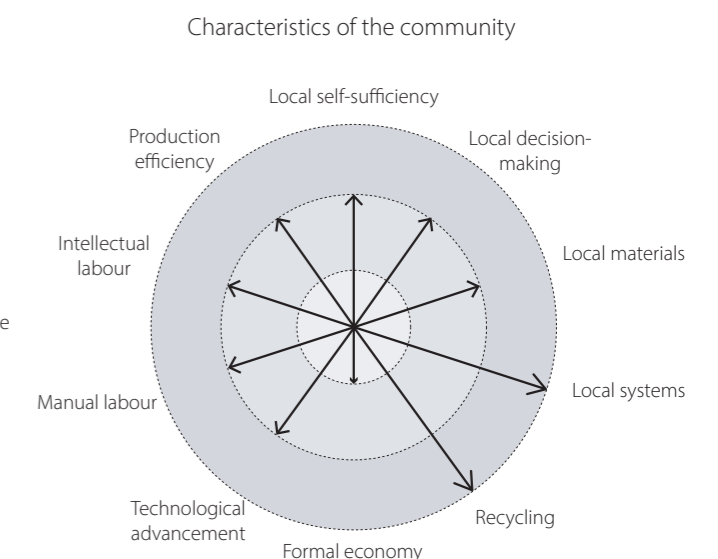 Characteristics of the community
Local self-sufficiency
Production
efficiency
Local decision-
making
Intellectual
labour
Local materials
e
Manual labour
Local systems
Technological
advancement
Recycling
Formal economy